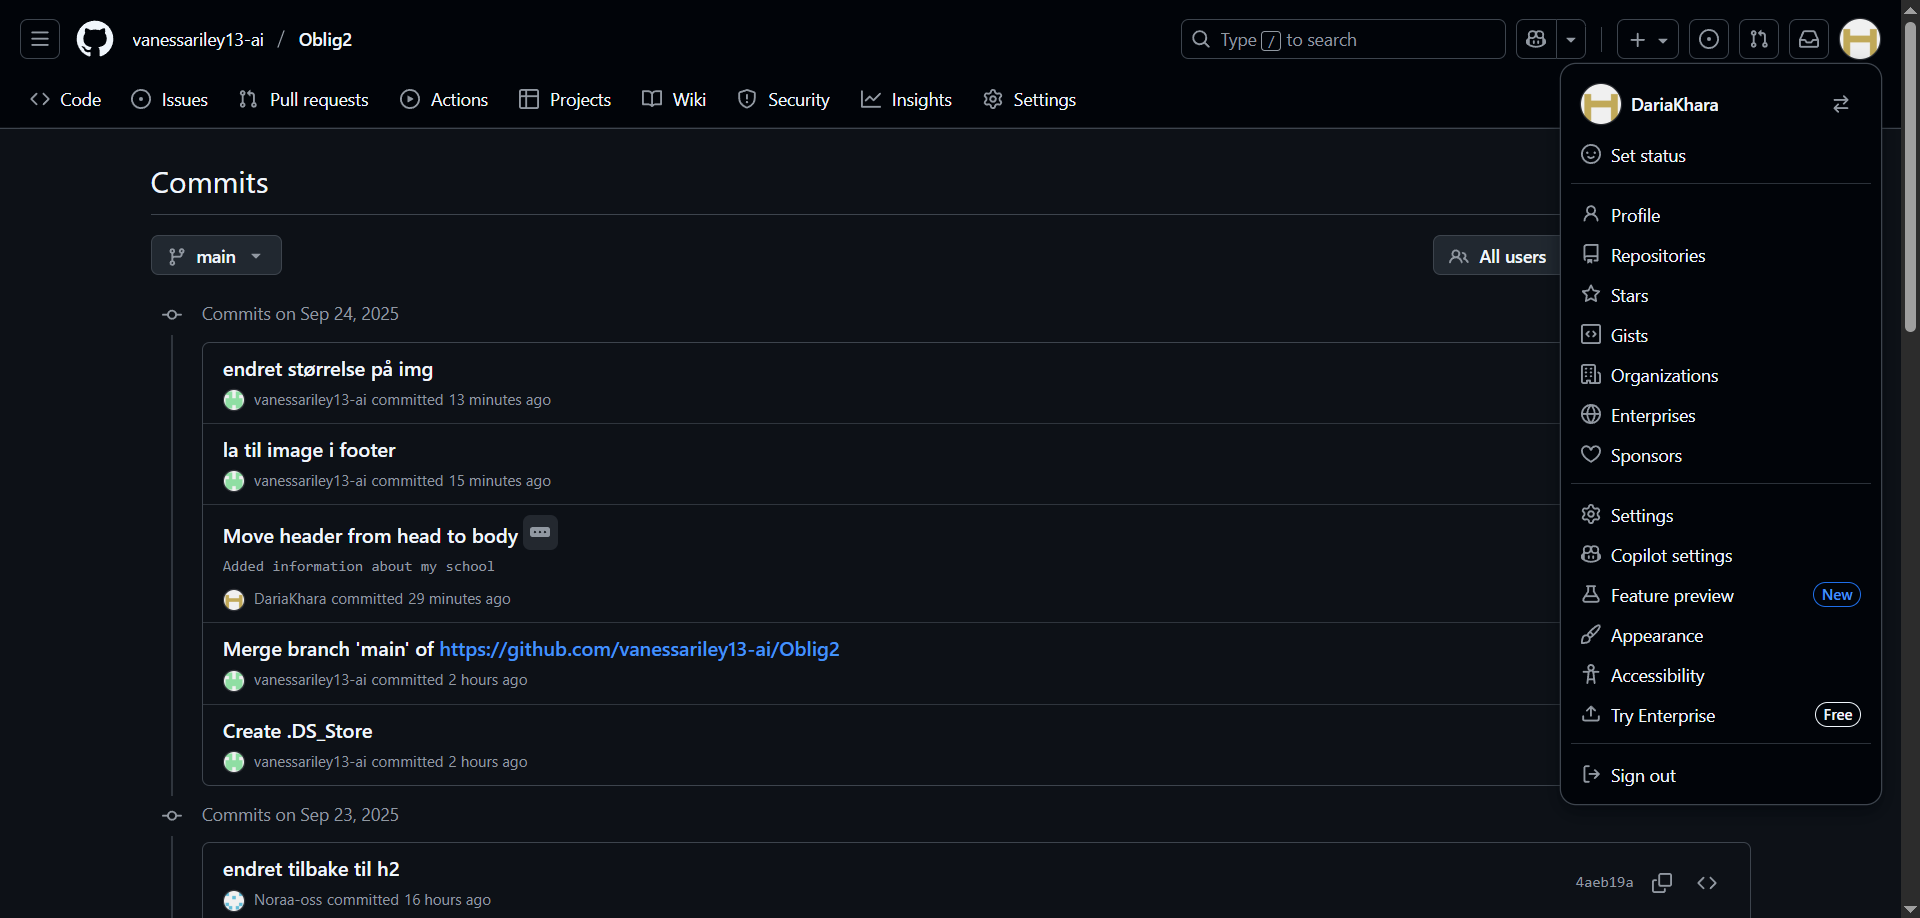 vanessariley13-ai / Oblig2
Type / to search
Code Issues Pull requests Actions Projects Wiki Security Insights Settings
Commits
main
All users
Commits on Sep 24, 2025
endret størrelse på img
vanessariley13-ai committed 13 minutes ago
la til image i footer
vanessariley13-ai committed 15 minutes ago
Move header from head to body
Added information about my school
DariaKhara committed 29 minutes ago
Merge branch 'main' of https://github.com/vanessariley13-ai/Oblig2
vanessariley13-ai committed 2 hours ago
Create .DS_Store
vanessariley13-ai committed 2 hours ago
Commits on Sep 23, 2025
endret tilbake til h2
4aeb19a
Noraa-oss committed 16 hours ago
DariaKhara
Set status
Profile
Repositories
Stars
Gists
Organizations
Enterprises
Sponsors
Settings
Copilot settings
Feature preview New
Appearance
Accessibility
Try Enterprise Free
Sign out